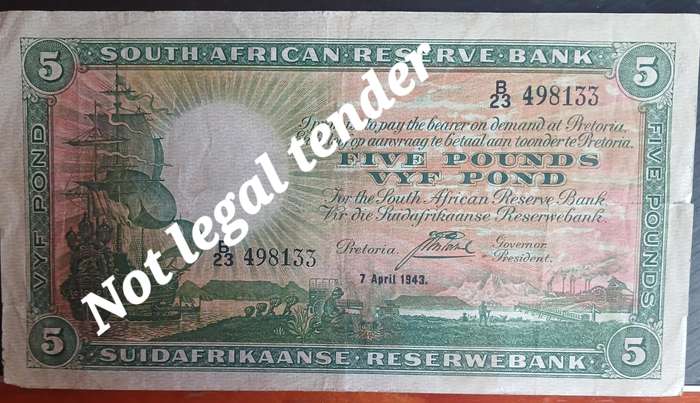 SOUTH AFRICAN RESERVE BANK
5
5
B/23 498133
to pay the bearer on demand at Pretoria.
op aanvraag te betaal aan toonder te Pretoria.
FIVE POUNDS
VYF POND
For the South African Reserve Bank.
Vir die Suidafrikaanse Reserwebank.
B/23 498133
Pretoria.
Governor
President.
7 April 1943.
VYF POND
FIVE POUNDS
Not legal tender
5
5
SUIDAFRIKAANSE RESERWEBANK